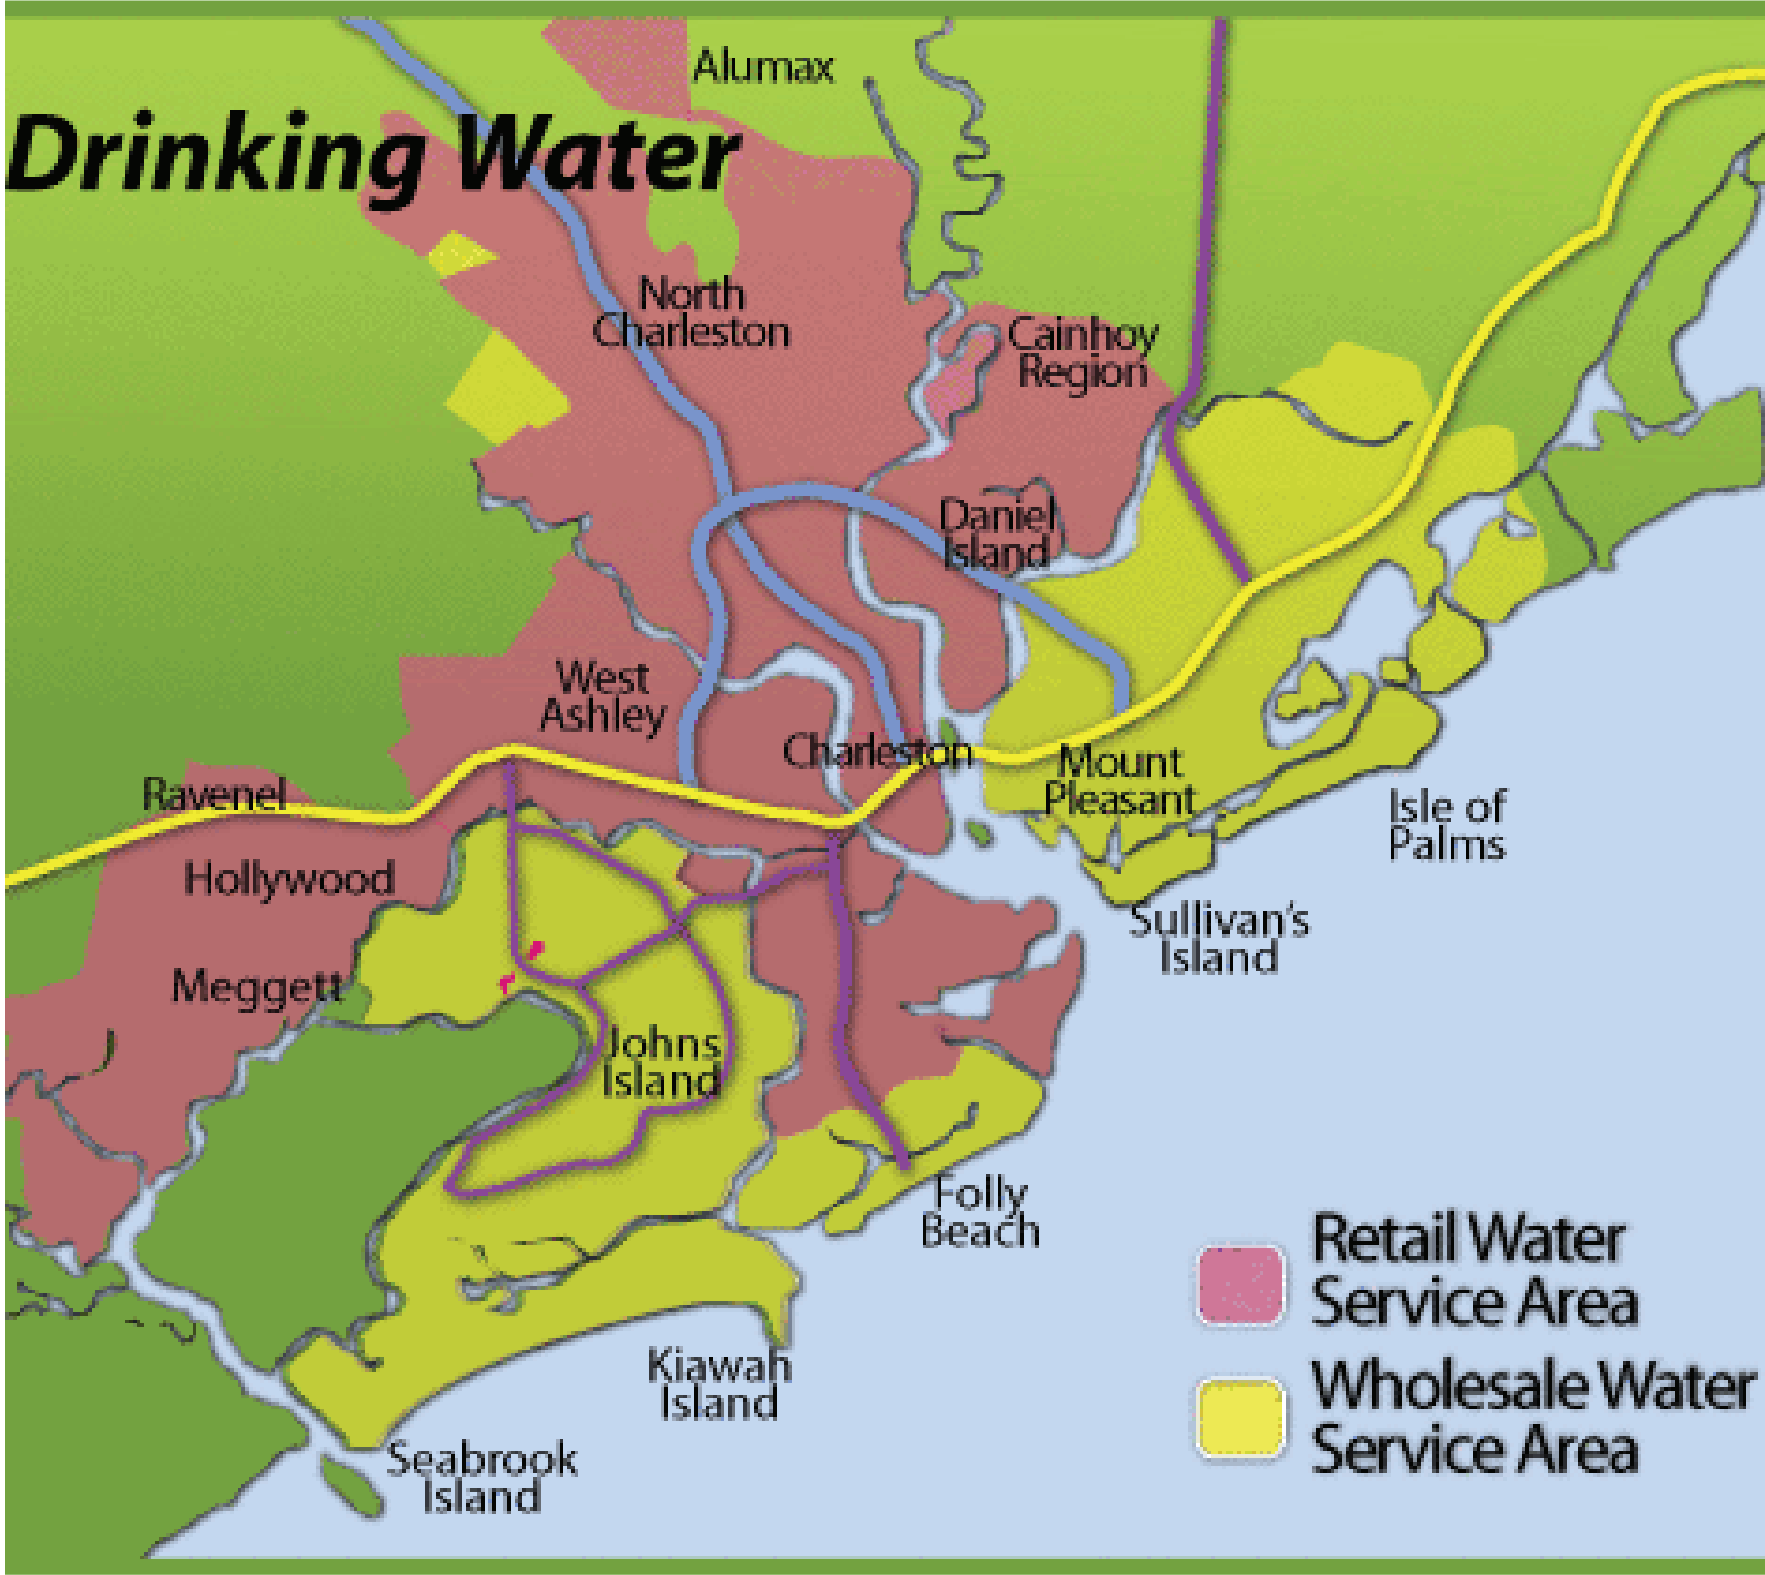 Alumax
Drinking Water
North
Charleston
Cainhoy
Region
Daniel
Island
West
Ashley
Charleston
Mount
Pleasant
Ravenel
Isle of
Palms
Hollywood
Sullivan's
Island
Meggett
Johns
Island
Folly
Beach
Retail Water
Service Area
Kiawah
Island
Wholesale Water
Service Area
Seabrook
Island